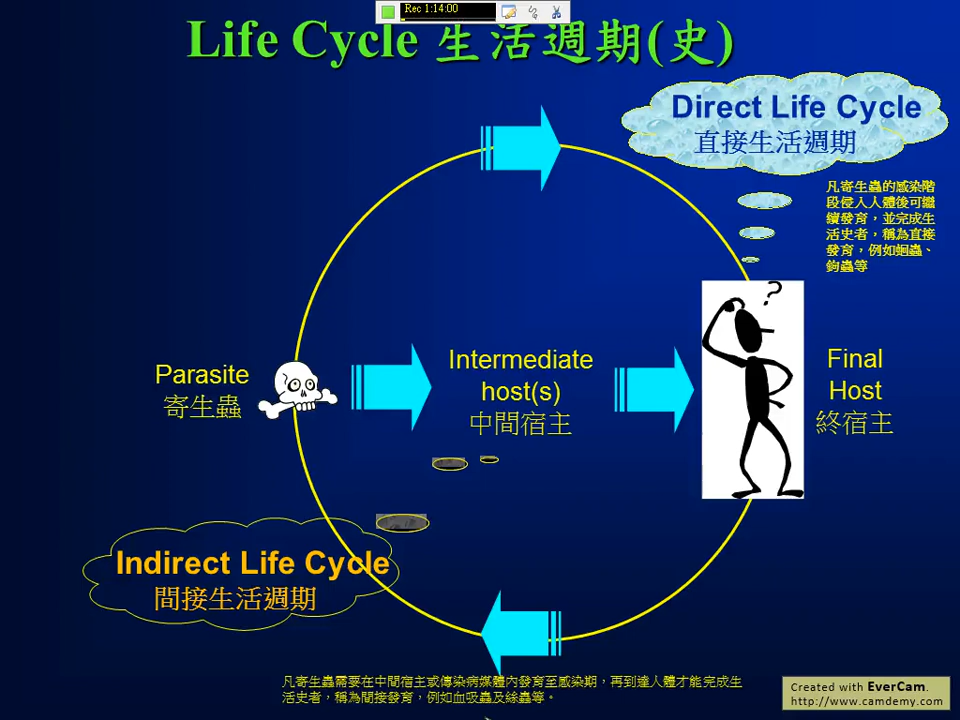 Rec 1:14:00
Life Cycle 生活週期(史)
Direct Life Cycle
直接生活週期
凡寄生蟲的感染階
段侵入人體後可繼
續發育，並完成生
活史者，稱為直接
發育，例如蛔蟲、
鉤蟲等
?
Parasite
寄生蟲
Intermediate
host(s)
中間宿主
Final
Host
終宿主
Indirect Life Cycle
間接生活週期
凡寄生蟲需要在中間宿主或傳染病媒體內發育至感染期，再到達人體才能完成生
活史者，稱為間接發育，例如血吸蟲及絲蟲等。
Created with EverCam.
http://www.camdemy.com